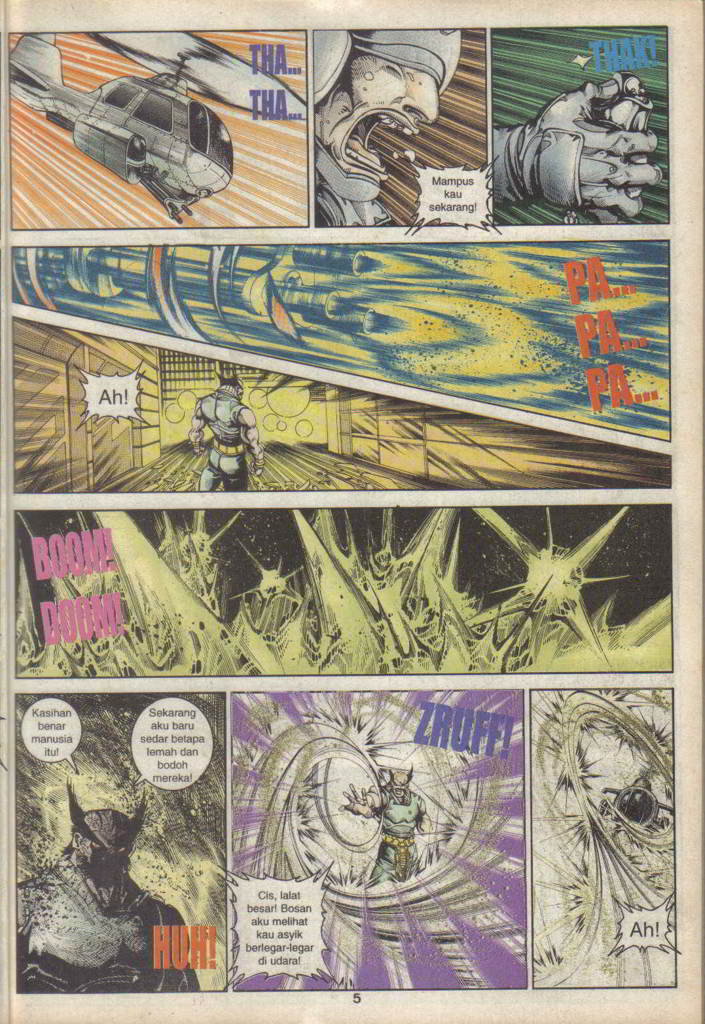 THA...
THA...
Mampus
kau
sekarang!
THAK!
PA...
PA...
PA...
Ah!
BOOM!
DOOM!
Kasihan
benar
manusia
itu!
Sekarang
aku baru
sedar betapa
lemah dan
bodoh
mereka!
HUH!
ZRUFF!
Cis, lalat
besar! Bosan
aku melihat
kau asyik
berlegar-legar
di udara!
Ah!
5